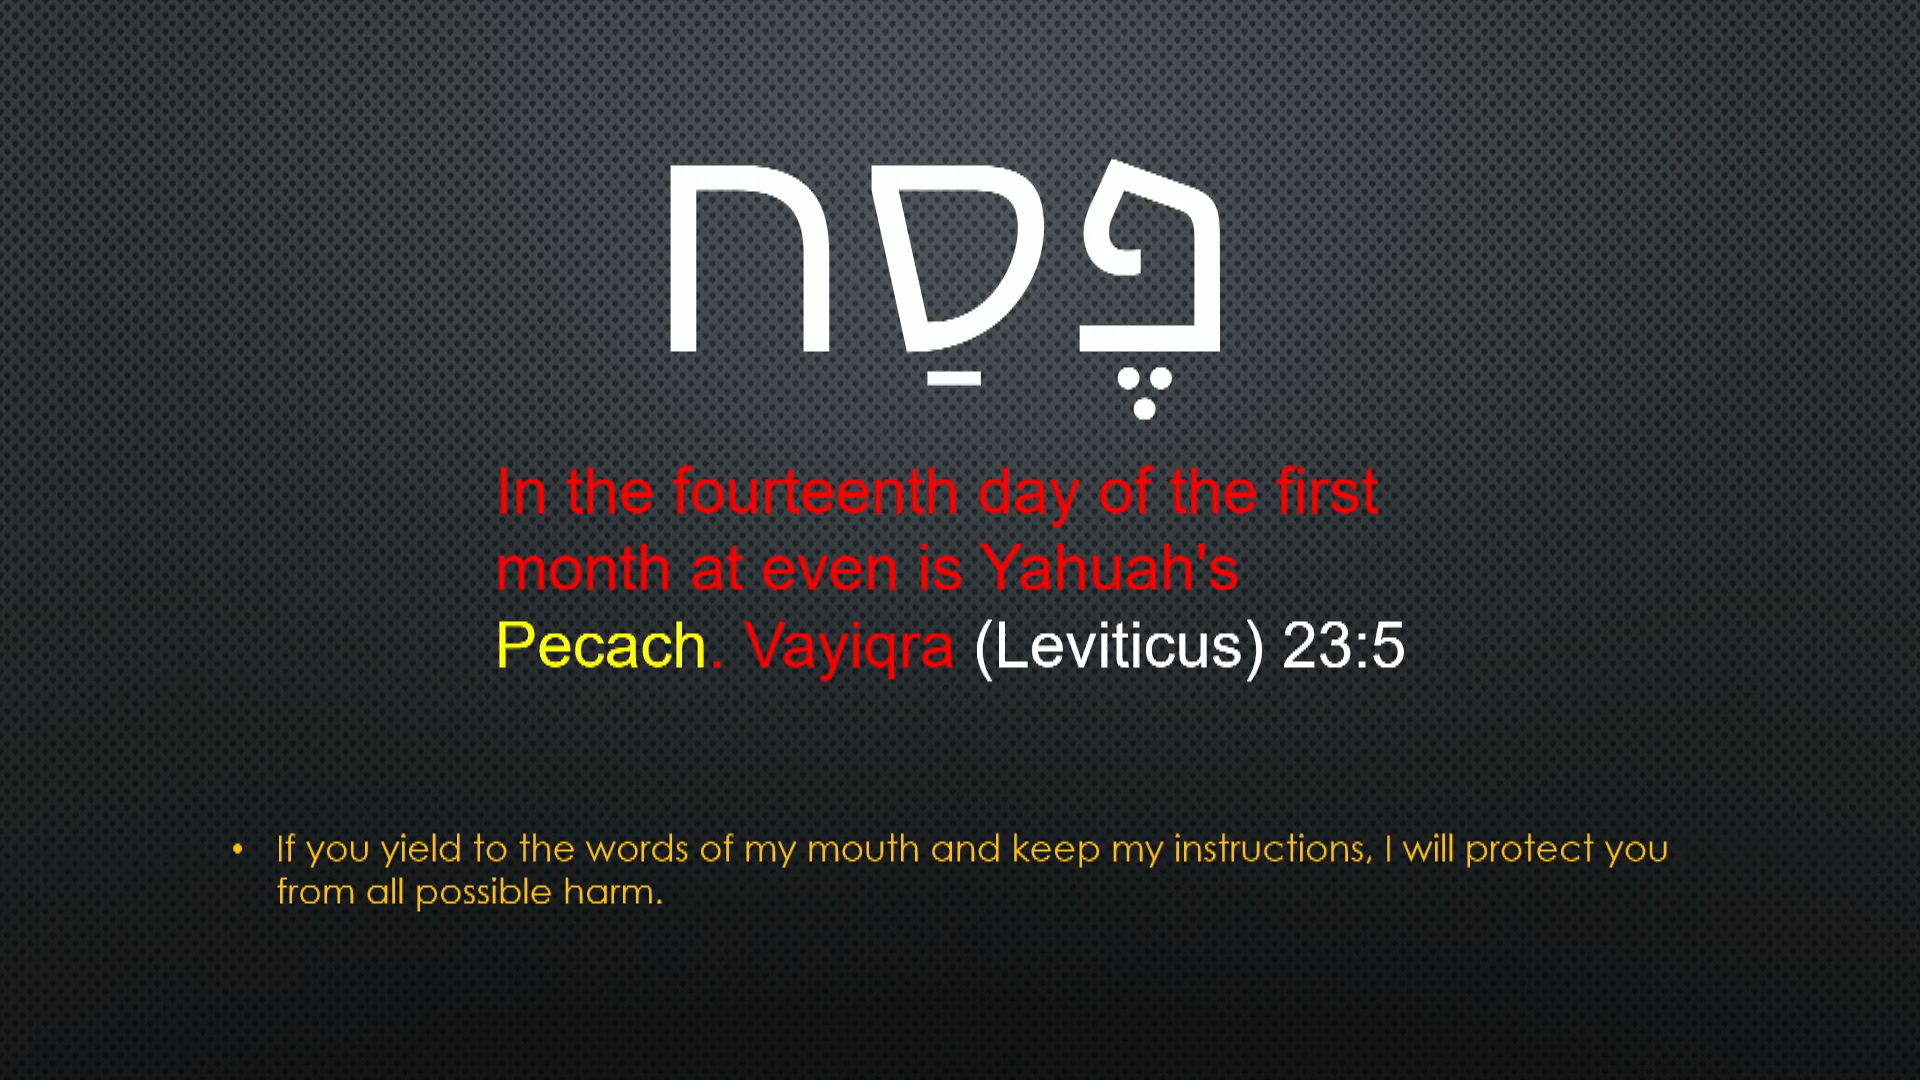 פֶּסַח
In the fourteenth day of the first
month at even is Yahuah's
Pecach. Vayiqra (Leviticus) 23:5
• If you yield to the words of my mouth and keep my instructions, I will protect you
from all possible harm.